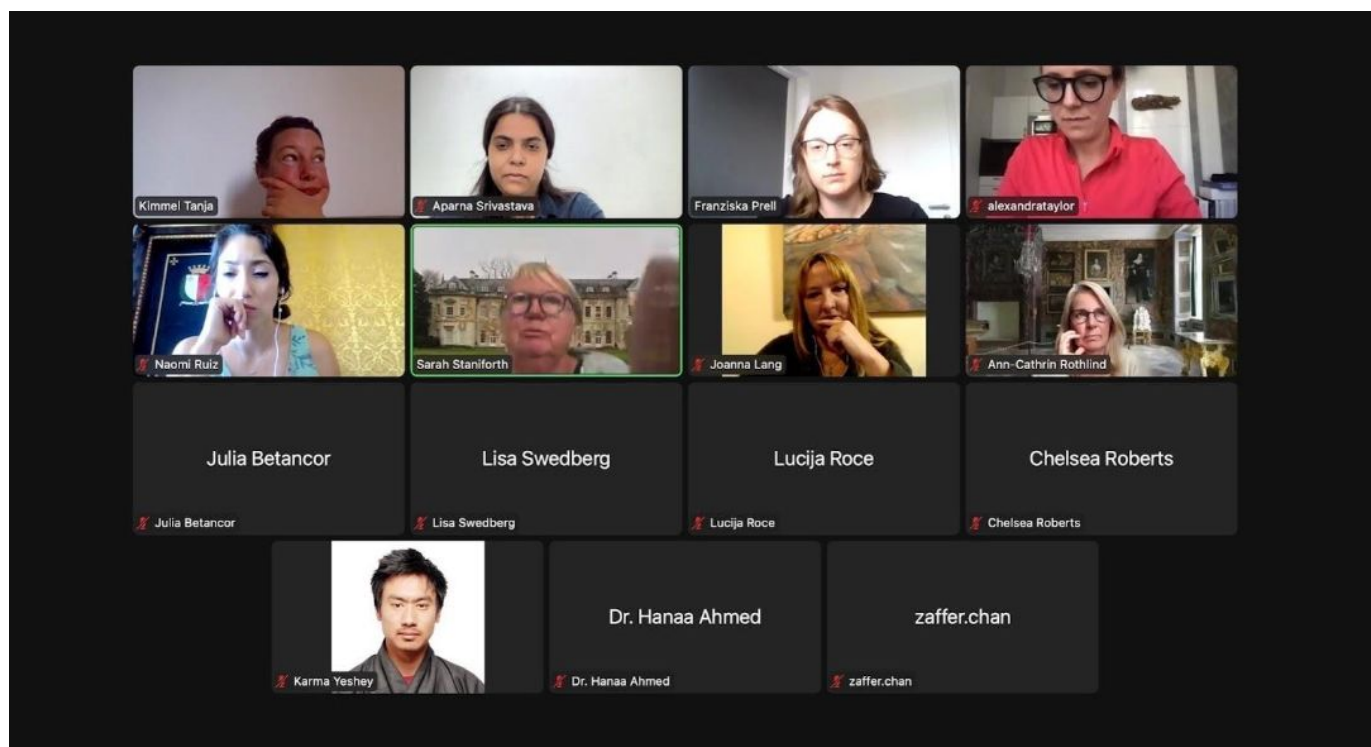 Kimmel Tanja
Aparna Srivastava
Franziska Prell
alexandrataylor
Naomi Ruiz
Sarah Staniforth
Joanna Lang
Ann-Cathrin Rothlind
Julia Betancor
Julia Betancor
Lisa Swedberg
Lisa Swedberg
Lucija Roce
Lucija Roce
Chelsea Roberts
Chelsea Roberts
Karma Yeshey
Dr. Hanaa Ahmed
Dr. Hanaa Ahmed
zaffer.chan
zaffer.chan